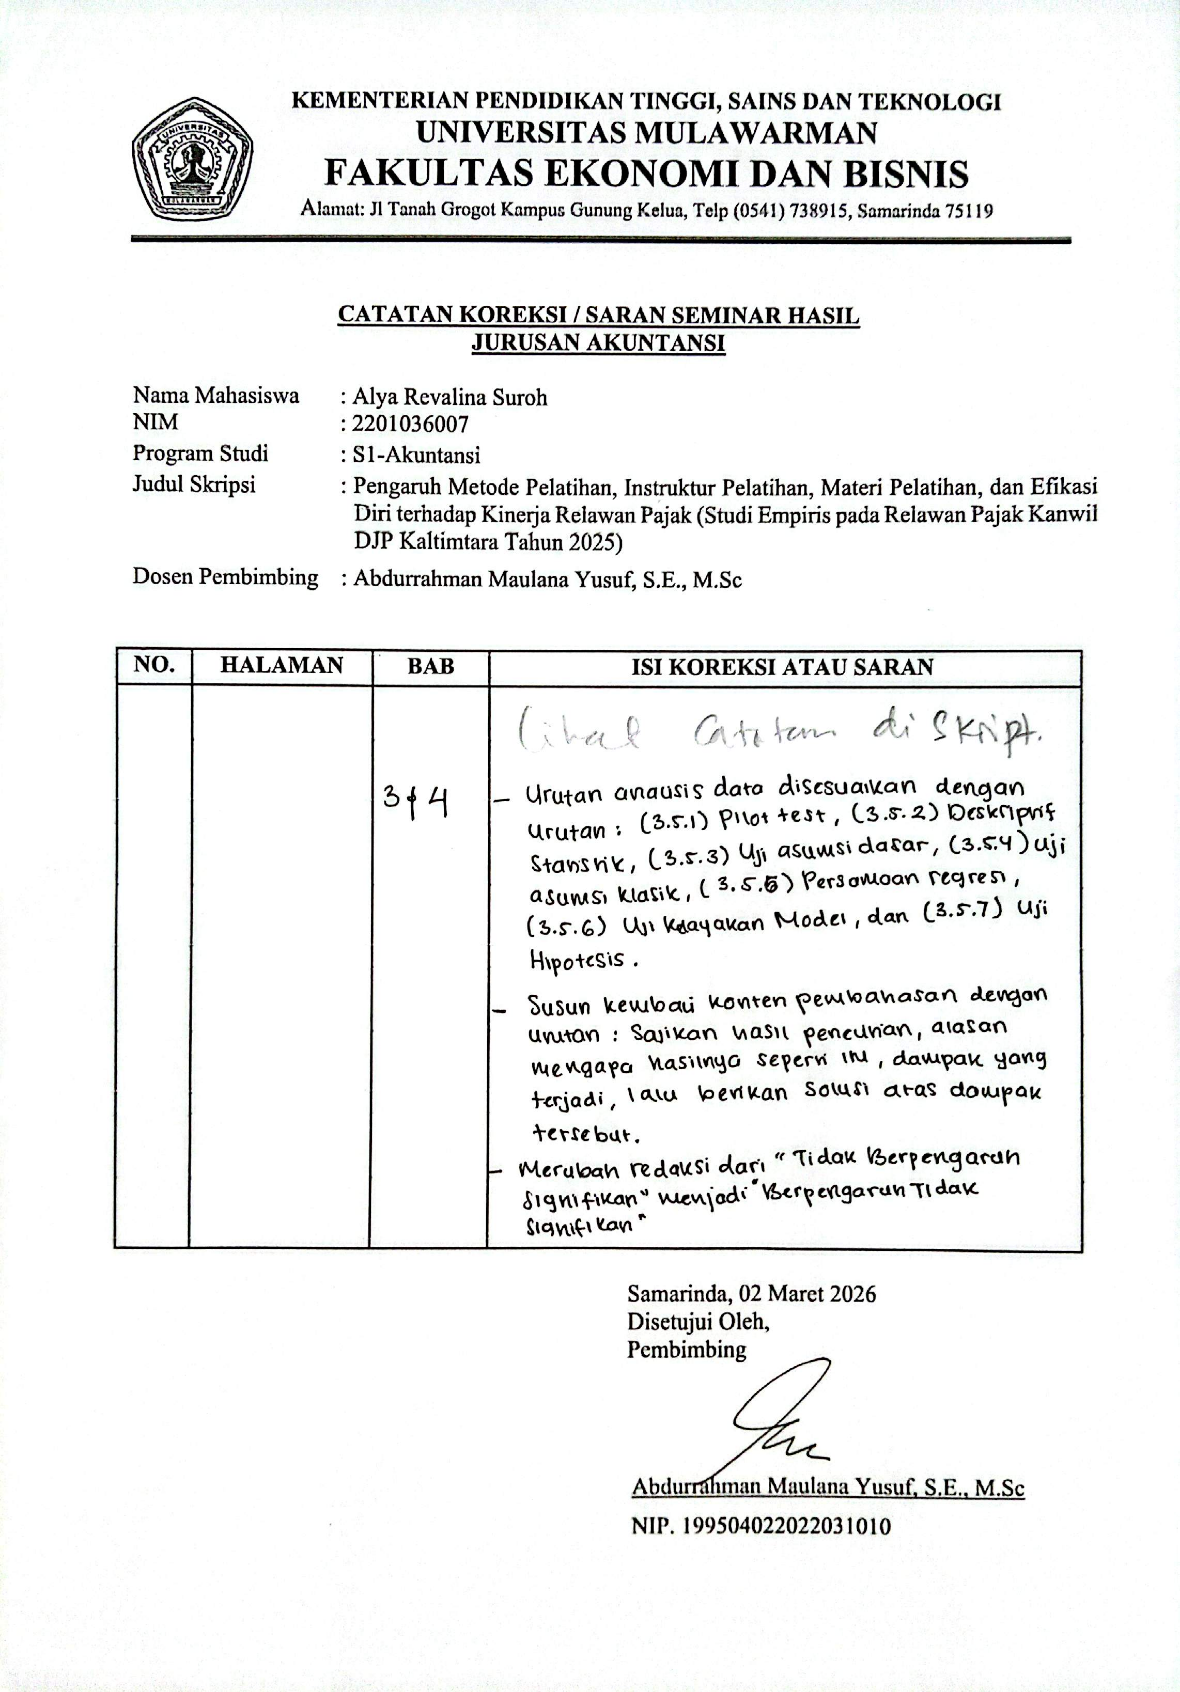 KEMENTERIAN PENDIDIKAN TINGGI, SAINS DAN TEKNOLOGI
UNIVERSITAS MULAWARMAN
FAKULTAS EKONOMI DAN BISNIS
Alamat: Jl Tanah Grogot Kampus Gunung Kelua, Telp (0541) 738915, Samarinda 75119
UNIVERSITAS
MULAWARMAN
CATATAN KOREKSI / SARAN SEMINAR HASIL
JURUSAN AKUNTANSI
Nama Mahasiswa : Alya Revalina Suroh
NIM : 2201036007
Program Studi : S1-Akuntansi
Judul Skripsi : Pengaruh Metode Pelatihan, Instruktur Pelatihan, Materi Pelatihan, dan Efikasi
Diri terhadap Kinerja Relawan Pajak (Studi Empiris pada Relawan Pajak Kanwil
DJP Kaltimtara Tahun 2025)
Dosen Pembimbing : Abdurrahman Maulana Yusuf, S.E., M.Sc
NO. HALAMAN BAB ISI KOREKSI ATAU SARAN
Lihat Catatan di Skript.
3 & 4 – Urutan analisis data disesuaikan dengan
urutan : (3.5.1) Pilot test, (3.5.2) Deskriptif
Statistik, (3.5.3) Uji asumsi dasar, (3.5.4) uji
asumsi klasik, (3.5.5) Persamaan regresi,
(3.5.6) Uji Kelayakan Model, dan (3.5.7) Uji
Hipotesis.
– Susun kembali konten pembahasan dengan
urutan : Sajikan hasil penelitian, alasan
mengapa hasilnya seperti ini, dampak yang
terjadi, lalu berikan solusi atas dampak
tersebut.
– Merubah redaksi dari "Tidak Berpengaruh
Signifikan" menjadi "Berpengaruh Tidak
Signifikan"
Samarinda, 02 Maret 2026
Disetujui Oleh,
Pembimbing
Abdurrahman Maulana Yusuf, S.E., M.Sc
NIP. 199504022022031010